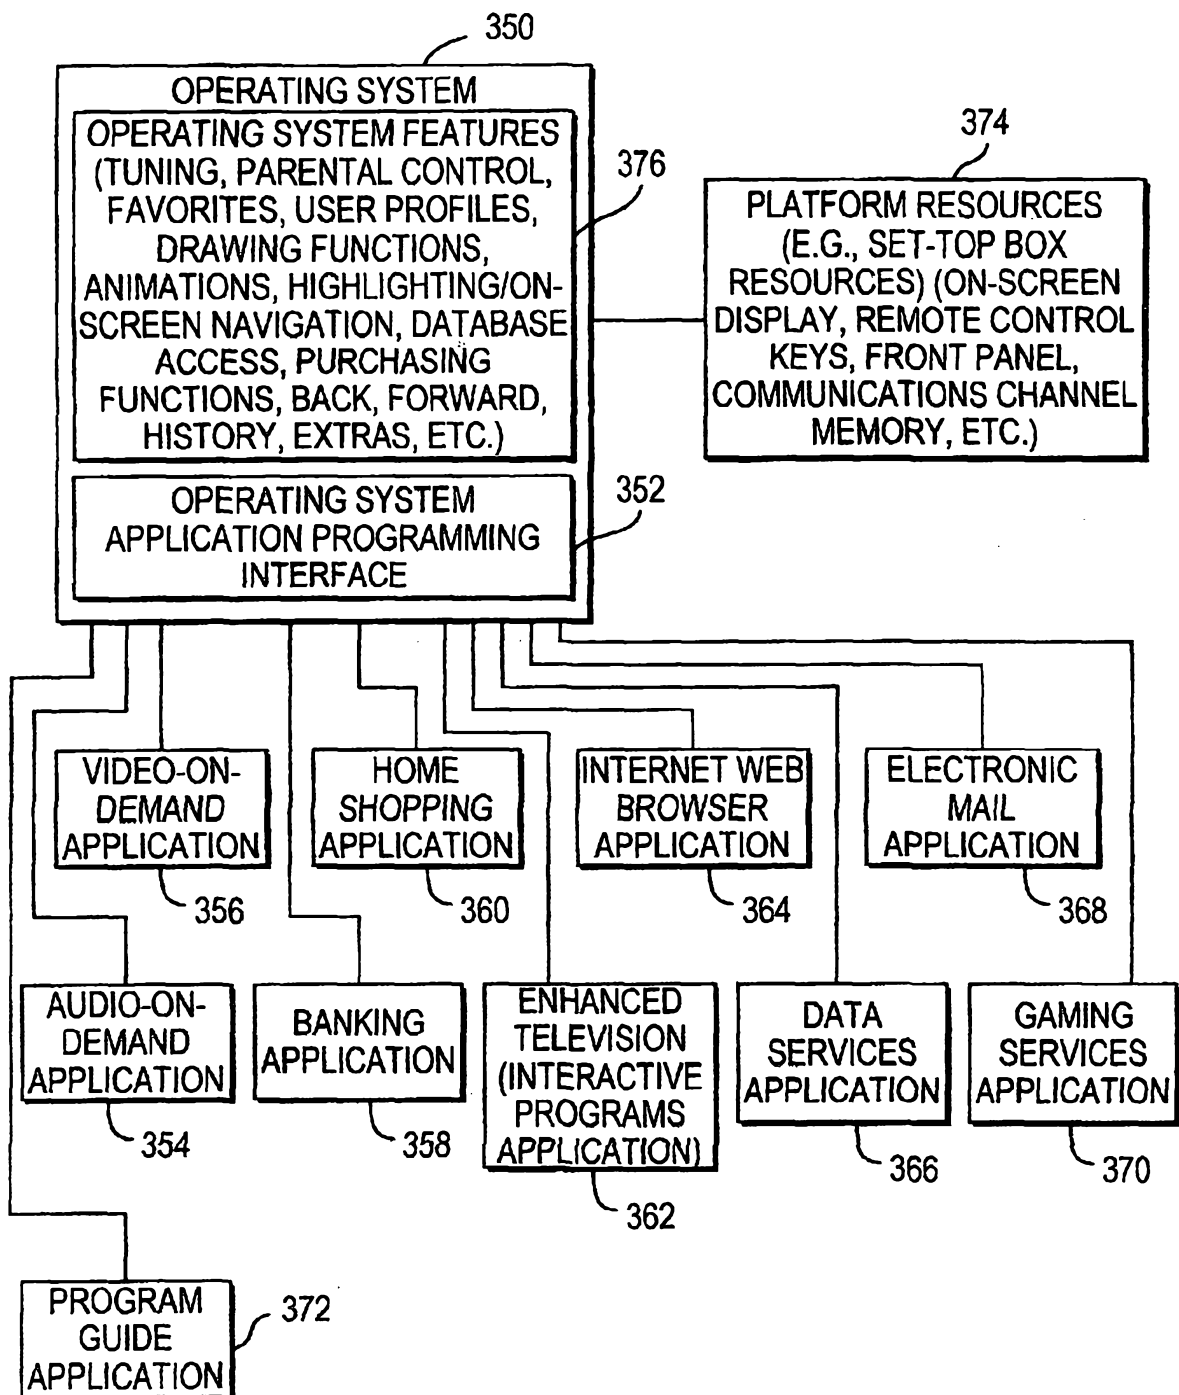 350
OPERATING SYSTEM
OPERATING SYSTEM FEATURES
(TUNING, PARENTAL CONTROL,
FAVORITES, USER PROFILES,
DRAWING FUNCTIONS,
ANIMATIONS, HIGHLIGHTING/ON-
SCREEN NAVIGATION, DATABASE
ACCESS, PURCHASING
FUNCTIONS, BACK, FORWARD,
HISTORY, EXTRAS, ETC.)
376
374
PLATFORM RESOURCES
(E.G., SET-TOP BOX
RESOURCES) (ON-SCREEN
DISPLAY, REMOTE CONTROL
KEYS, FRONT PANEL,
COMMUNICATIONS CHANNEL
MEMORY, ETC.)
OPERATING SYSTEM
APPLICATION PROGRAMMING
INTERFACE
352
VIDEO-ON-
DEMAND
APPLICATION
356
HOME
SHOPPING
APPLICATION
360
INTERNET WEB
BROWSER
APPLICATION
364
ELECTRONIC
MAIL
APPLICATION
368
AUDIO-ON-
DEMAND
APPLICATION
354
BANKING
APPLICATION
358
ENHANCED
TELEVISION
(INTERACTIVE
PROGRAMS
APPLICATION)
362
DATA
SERVICES
APPLICATION
366
GAMING
SERVICES
APPLICATION
370
PROGRAM
GUIDE
APPLICATION
372